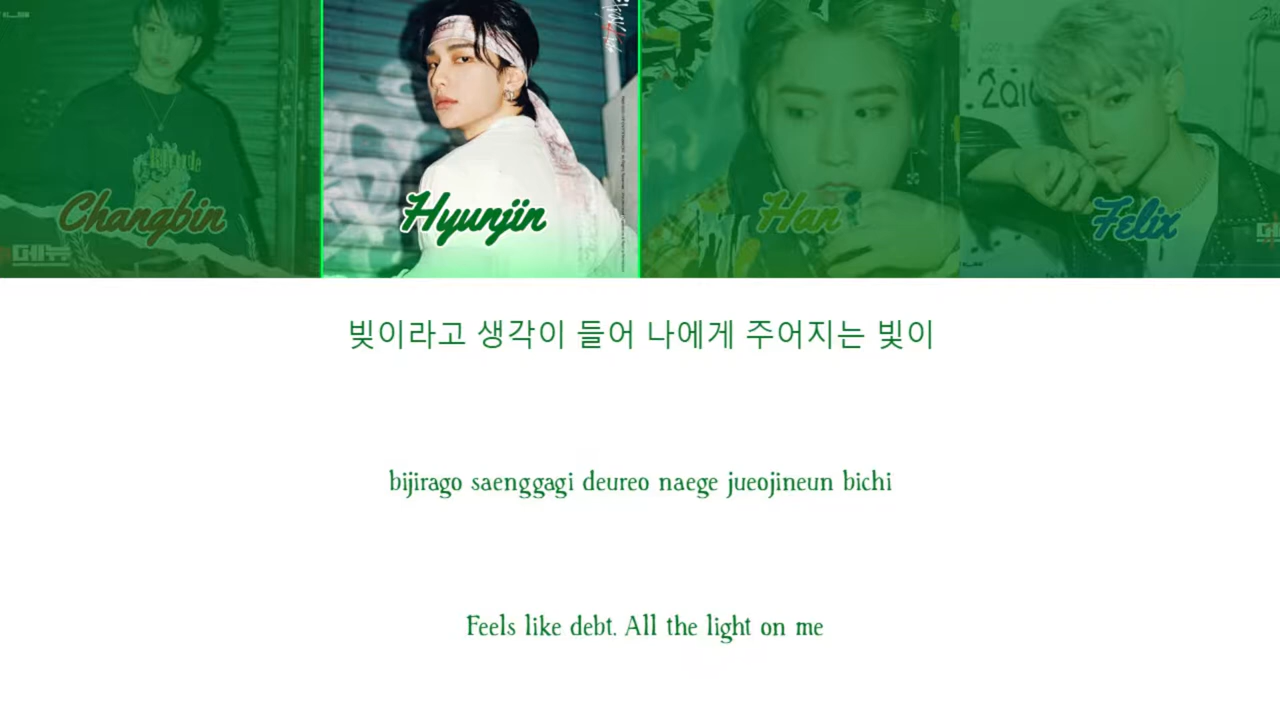 Changbin
Hyunjin
Han
Felix
빚이라고 생각이 들어 나에게 주어지는 빛이
bijirago saenggagi deureo naege jueojineun bichi
Feels like debt. All the light on me